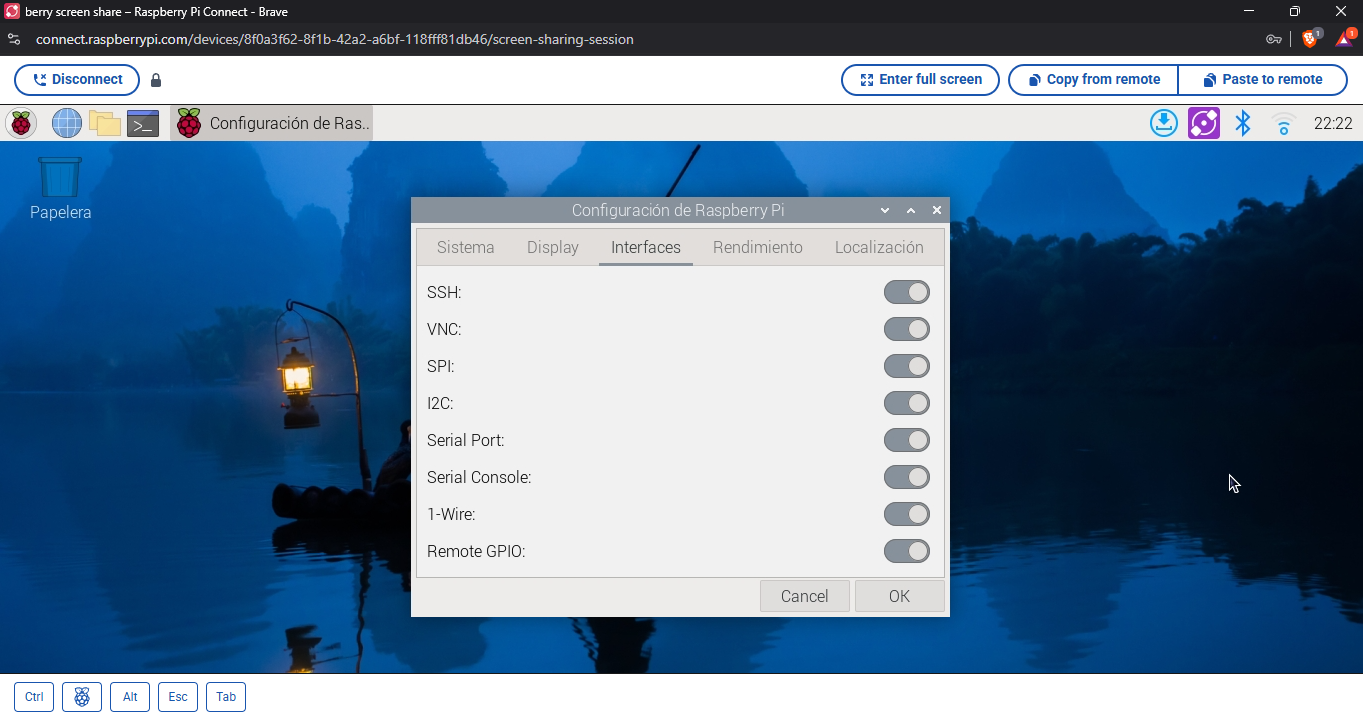 berry screen share – Raspberry Pi Connect - Brave
connect.raspberrypi.com/devices/8f0a3f62-8f1b-42a2-a6bf-118fff81db46/screen-sharing-session
1
1
Disconnect
Enter full screen
Copy from remote
Paste to remote
>_
Configuración de Ras..
22:22
Papelera
Configuración de Raspberry Pi
Sistema Display Interfaces Rendimiento Localización
SSH:
VNC:
SPI:
I2C:
Serial Port:
Serial Console:
1-Wire:
Remote GPIO:
Cancel OK
Ctrl Alt Esc Tab